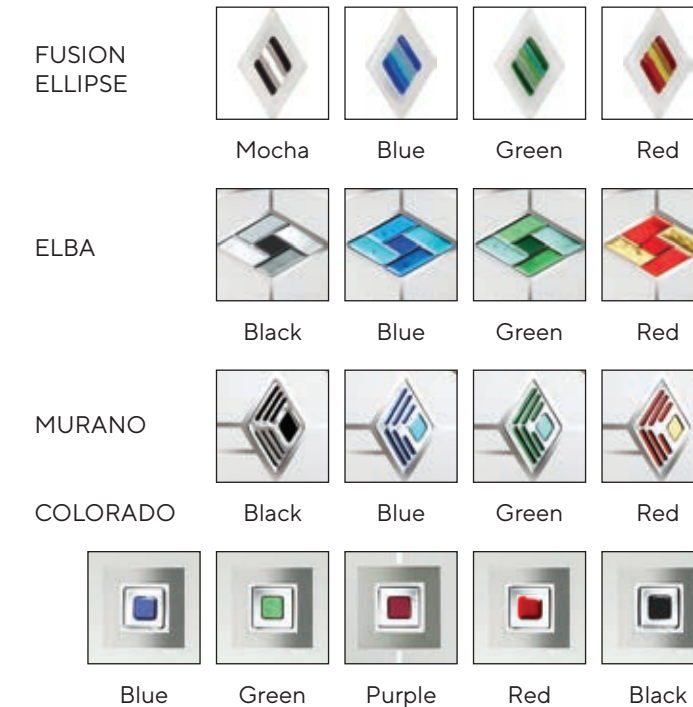 FUSION
ELLIPSE
Mocha Blue Green Red
ELBA
Black Blue Green Red
MURANO
COLORADO Black Blue Green Red
Blue Green Purple Red Black